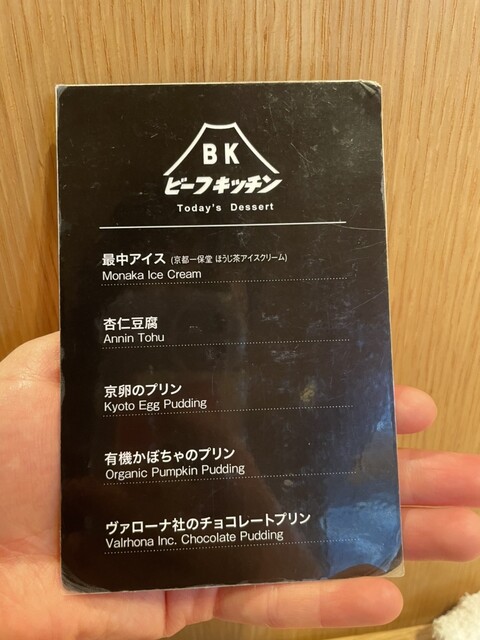 BK
ビーフキッチン
Today's Dessert
最中アイス (京都一保堂 ほうじ茶アイスクリーム)
Monaka Ice Cream
杏仁豆腐
Annin Tohu
京卵のプリン
Kyoto Egg Pudding
有機かぼちゃのプリン
Organic Pumpkin Pudding
ヴァローナ社のチョコレートプリン
Valrhona Inc. Chocolate Pudding